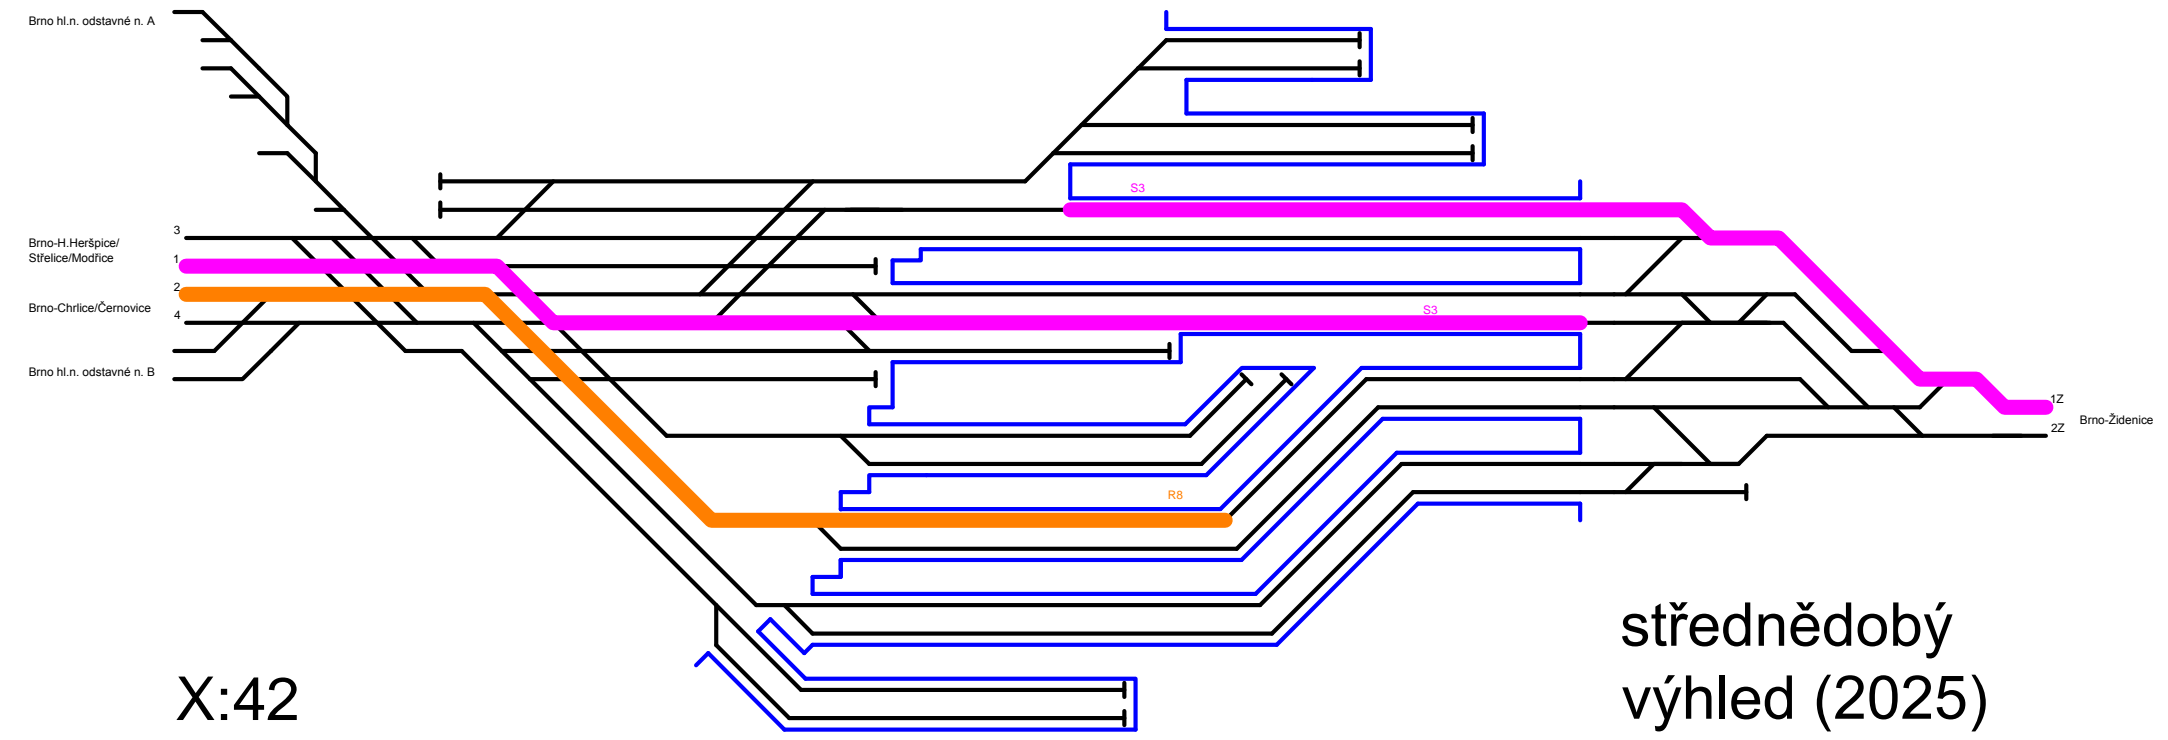 Brno hl.n. odstavné n. A
S3
3
Brno-H.Heršpice/
Střelice/Modřice
1
2
Brno-Chrlice/Černovice
4
S3
Brno hl.n. odstavné n. B
1Z
Brno-Židenice
2Z
R8
střednědobý
výhled (2025)
X:42